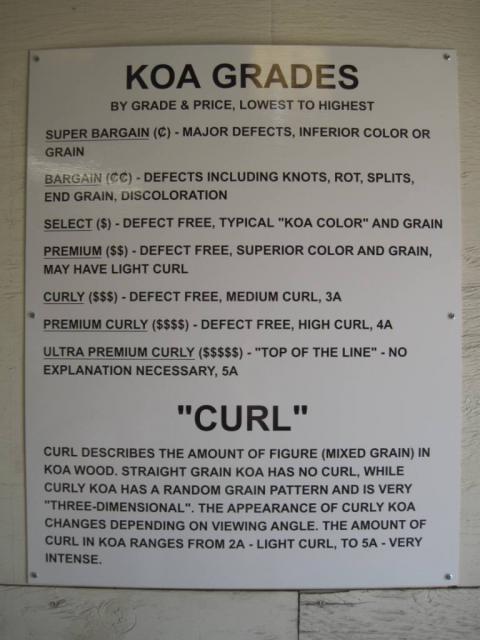 KOA GRADES
BY GRADE & PRICE, LOWEST TO HIGHEST
SUPER BARGAIN (₵) - MAJOR DEFECTS, INFERIOR COLOR OR
GRAIN
BARGAIN (₵₵) - DEFECTS INCLUDING KNOTS, ROT, SPLITS,
END GRAIN, DISCOLORATION
SELECT ($) - DEFECT FREE, TYPICAL "KOA COLOR" AND GRAIN
PREMIUM ($$) - DEFECT FREE, SUPERIOR COLOR AND GRAIN,
MAY HAVE LIGHT CURL
CURLY ($$$) - DEFECT FREE, MEDIUM CURL, 3A
PREMIUM CURLY ($$$$) - DEFECT FREE, HIGH CURL, 4A
ULTRA PREMIUM CURLY ($$$$$) - "TOP OF THE LINE" - NO
EXPLANATION NECESSARY, 5A
"CURL"
CURL DESCRIBES THE AMOUNT OF FIGURE (MIXED GRAIN) IN
KOA WOOD. STRAIGHT GRAIN KOA HAS NO CURL, WHILE
CURLY KOA HAS A RANDOM GRAIN PATTERN AND IS VERY
"THREE-DIMENSIONAL". THE APPEARANCE OF CURLY KOA
CHANGES DEPENDING ON VIEWING ANGLE. THE AMOUNT OF
CURL IN KOA RANGES FROM 2A - LIGHT CURL, TO 5A - VERY
INTENSE.